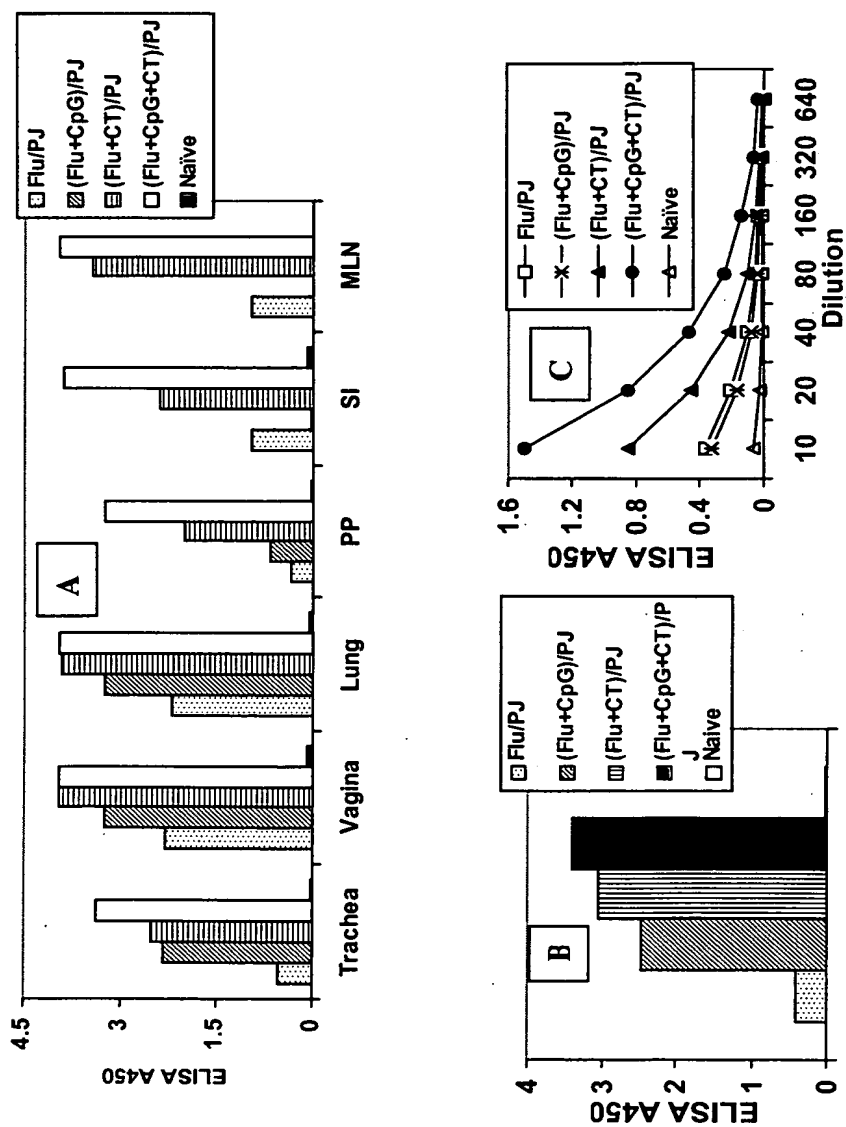 Flu/PJ
(Flu+CpG)/PJ
(Flu+CT)/PJ
(Flu+CpG+CT)/PJ
Naïve
A
ELISA A450
4.5
3
1.5
0
Trachea Vagina Lung PP SI MLN
Flu/PJ
(Flu+CpG)/PJ
(Flu+CT)/PJ
(Flu+CpG+CT)/P
J
Naive
B
ELISA A450
4
3
2
1
0
Flu/PJ
(Flu+CpG)/PJ
(Flu+CT)/PJ
(Flu+CpG+CT)/PJ
Naïve
C
ELISA A450
1.6
1.2
0.8
0.4
0
10 20 40 80 160 320 640
Dilution